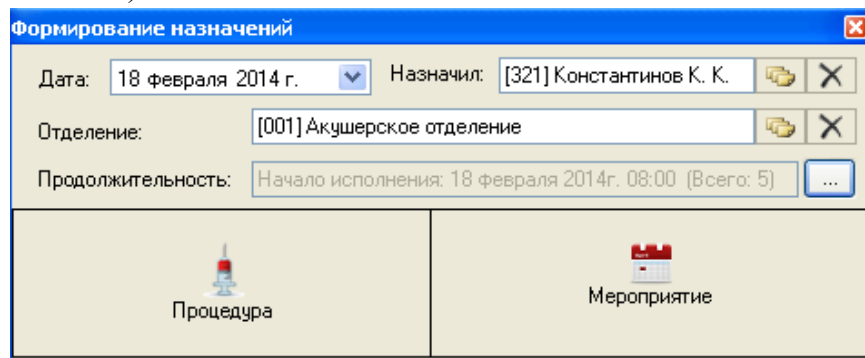 Формирование назначений
Дата: 18 февраля 2014 г. Назначил: [321] Константинов К. К.
Отделение: [001] Акушерское отделение
Продолжительность: Начало исполнения: 18 февраля 2014г. 08:00 (Всего: 5) ...
Процедура Мероприятие